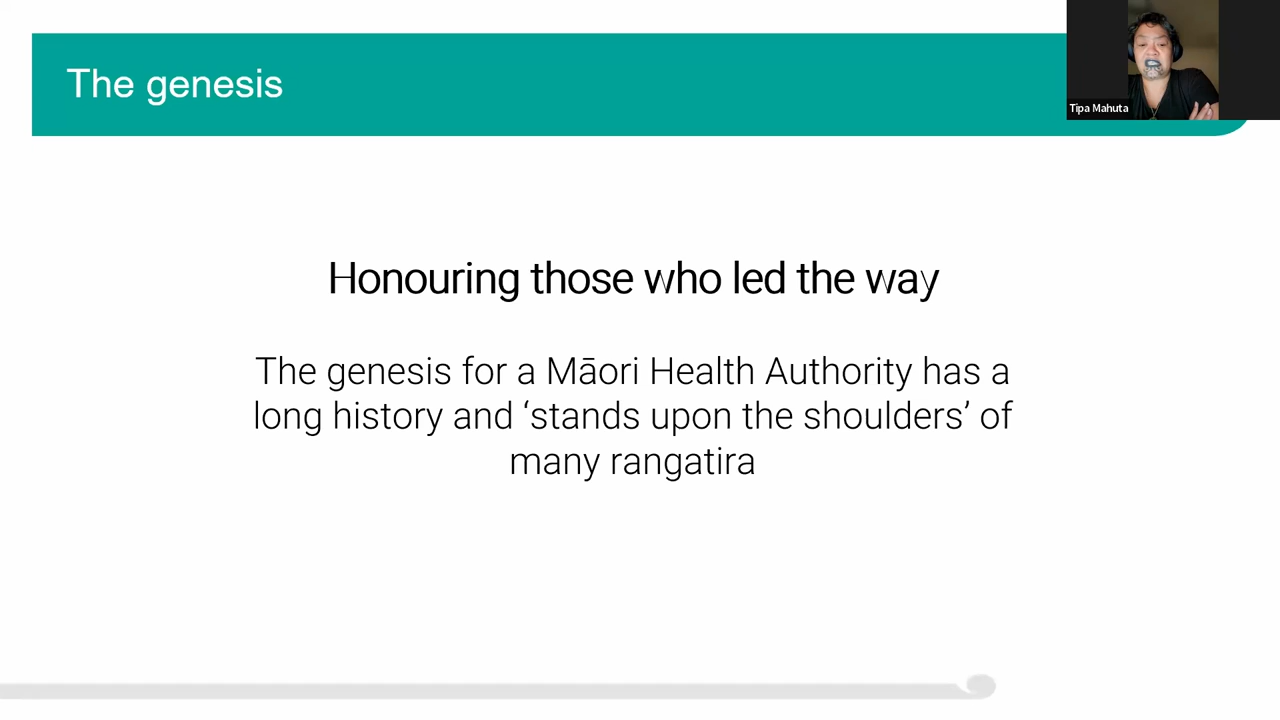 The genesis
Tipa Mahuta
Honouring those who led the way
The genesis for a Māori Health Authority has a
long history and ‘stands upon the shoulders’ of
many rangatira